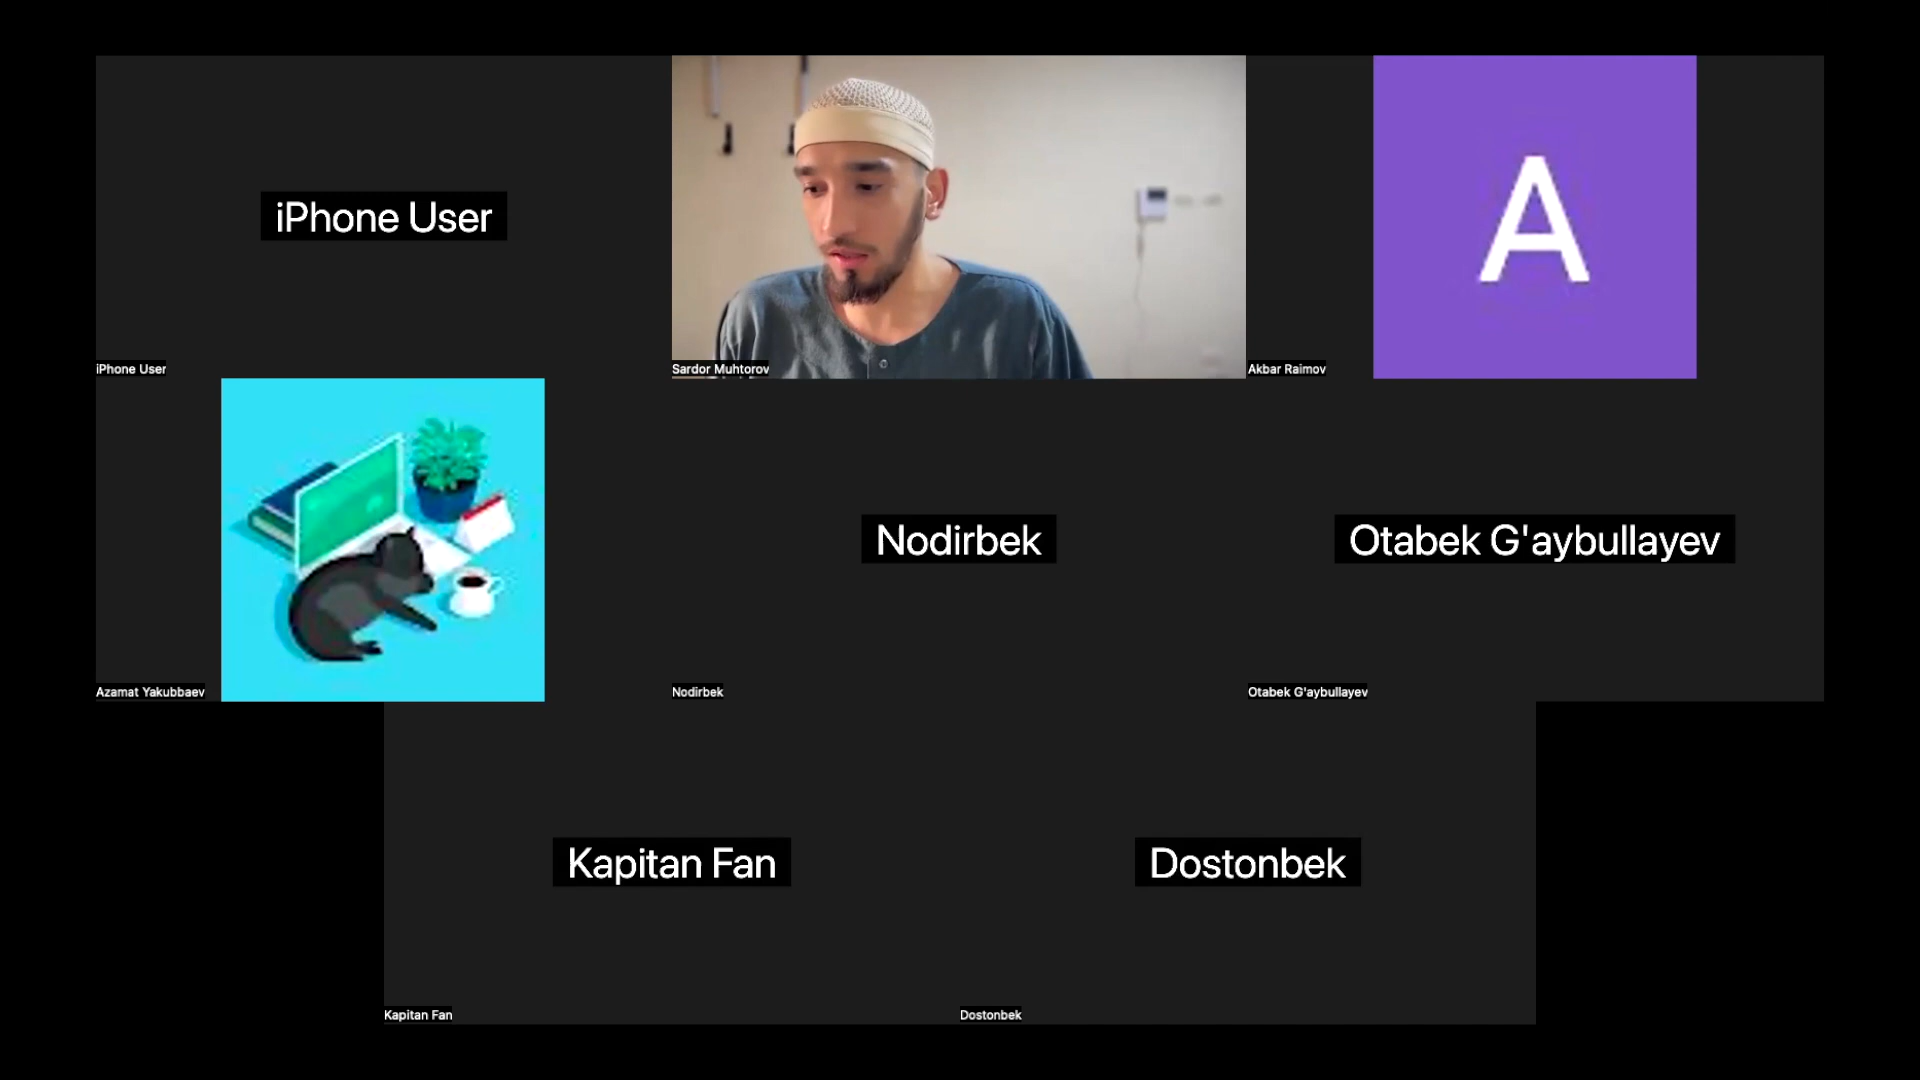 iPhone User
iPhone User
Sardor Muhtorov
A
Akbar Raimov
Azamat Yakubbaev
Nodirbek
Nodirbek
Otabek G'aybullayev
Otabek G'aybullayev
Kapitan Fan
Kapitan Fan
Dostonbek
Dostonbek